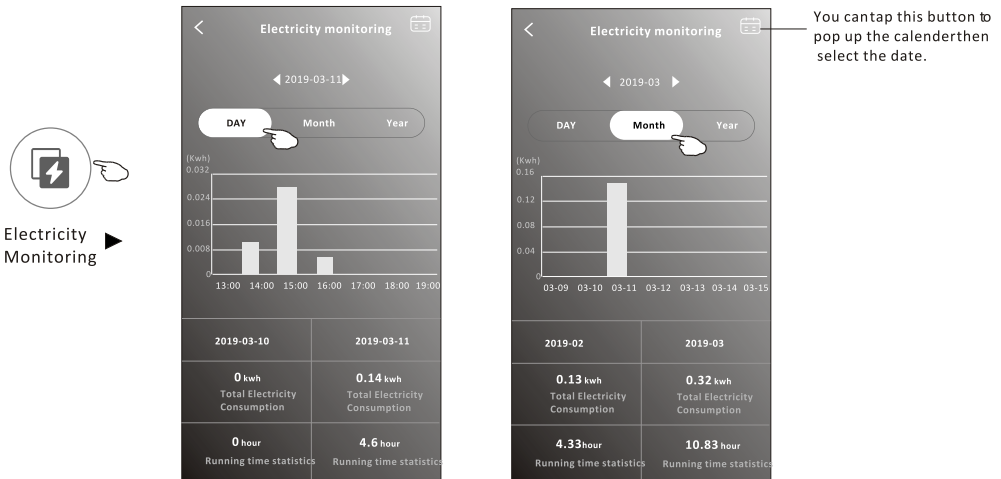 Electricity
Monitoring
Electricity monitoring
2019-03-11
DAY Month Year
(Kwh)
0.032
0.024
0.016
0.008
0
13:00 14:00 15:00 16:00 17:00 18:00 19:00
2019-03-10 2019-03-11
0 kwh 0.14 kwh
Total Electricity Total Electricity
Consumption Consumption
0 hour 4.6 hour
Running time statistics Running time statistics
Electricity monitoring
2019-03
DAY Month Year
(Kwh)
0.16
0.12
0.08
0.04
0
03-09 03-10 03-11 03-12 03-13 03-14 03-15
2019-02 2019-03
0.13 kwh 0.32 kwh
Total Electricity Total Electricity
Consumption Consumption
4.33hour 10.83 hour
Running time statistics Running time statistics
You cantap this button to
pop up the calenderthen
select the date.